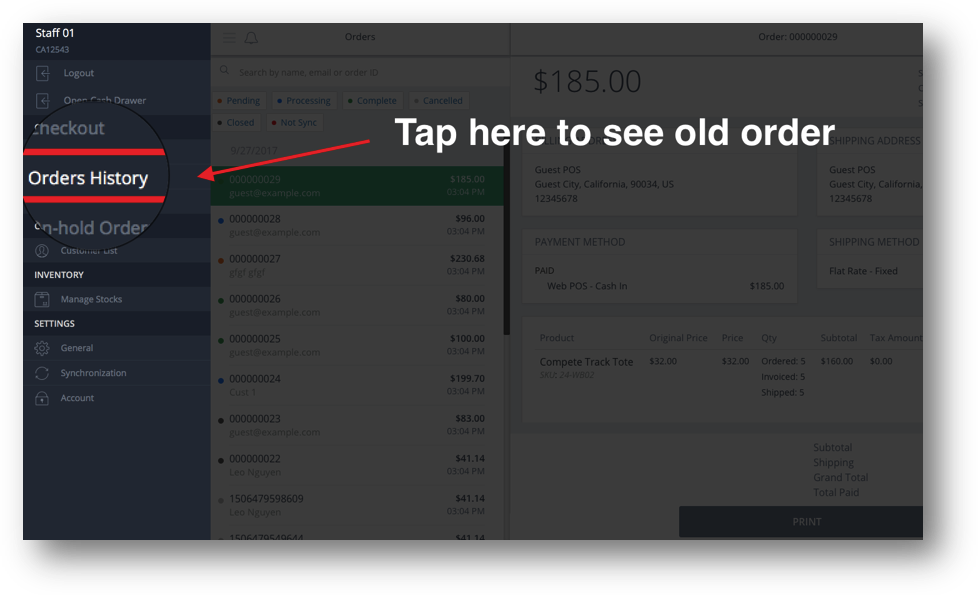 Staff 01
CA12543
Logout
Open Cash Drawer
Checkout
Orders History
On-hold Order
Customer List
INVENTORY
Manage Stocks
SETTINGS
General
Synchronization
Account
Orders
Search by name, email or order ID
Pending
Processing
Complete
Cancelled
Closed
Not Sync
9/27/2017
000000029 $185.00
guest@example.com 03:04 PM
000000028 $96.00
guest@example.com 03:04 PM
000000027 $230.68
gfgf gfgf 03:04 PM
000000026 $80.00
guest@example.com 03:04 PM
000000025 $100.00
guest@example.com 03:04 PM
000000024 $199.70
Cust 1 03:04 PM
000000023 $83.00
guest@example.com 03:04 PM
000000022 $41.14
Leo Nguyen 03:04 PM
1506479598609 $41.14
Leo Nguyen 03:04 PM
1506479549644 $41.14
Tap here to see old order
Order: 000000029
$185.00
SHIPPING ADDRESS
Guest POS
Guest City, California, 90034, US
12345678
Guest POS
Guest City, California,
12345678
PAYMENT METHOD
PAID
Web POS - Cash In $185.00
SHIPPING METHOD
Flat Rate - Fixed
Product Original Price Price Qty Subtotal Tax Amount
Compete Track Tote $32.00 $32.00 Ordered: 5 $160.00 $0.00
SKU: 24-WB02 Invoiced: 5
Shipped: 5
Subtotal
Shipping
Grand Total
Total Paid
PRINT